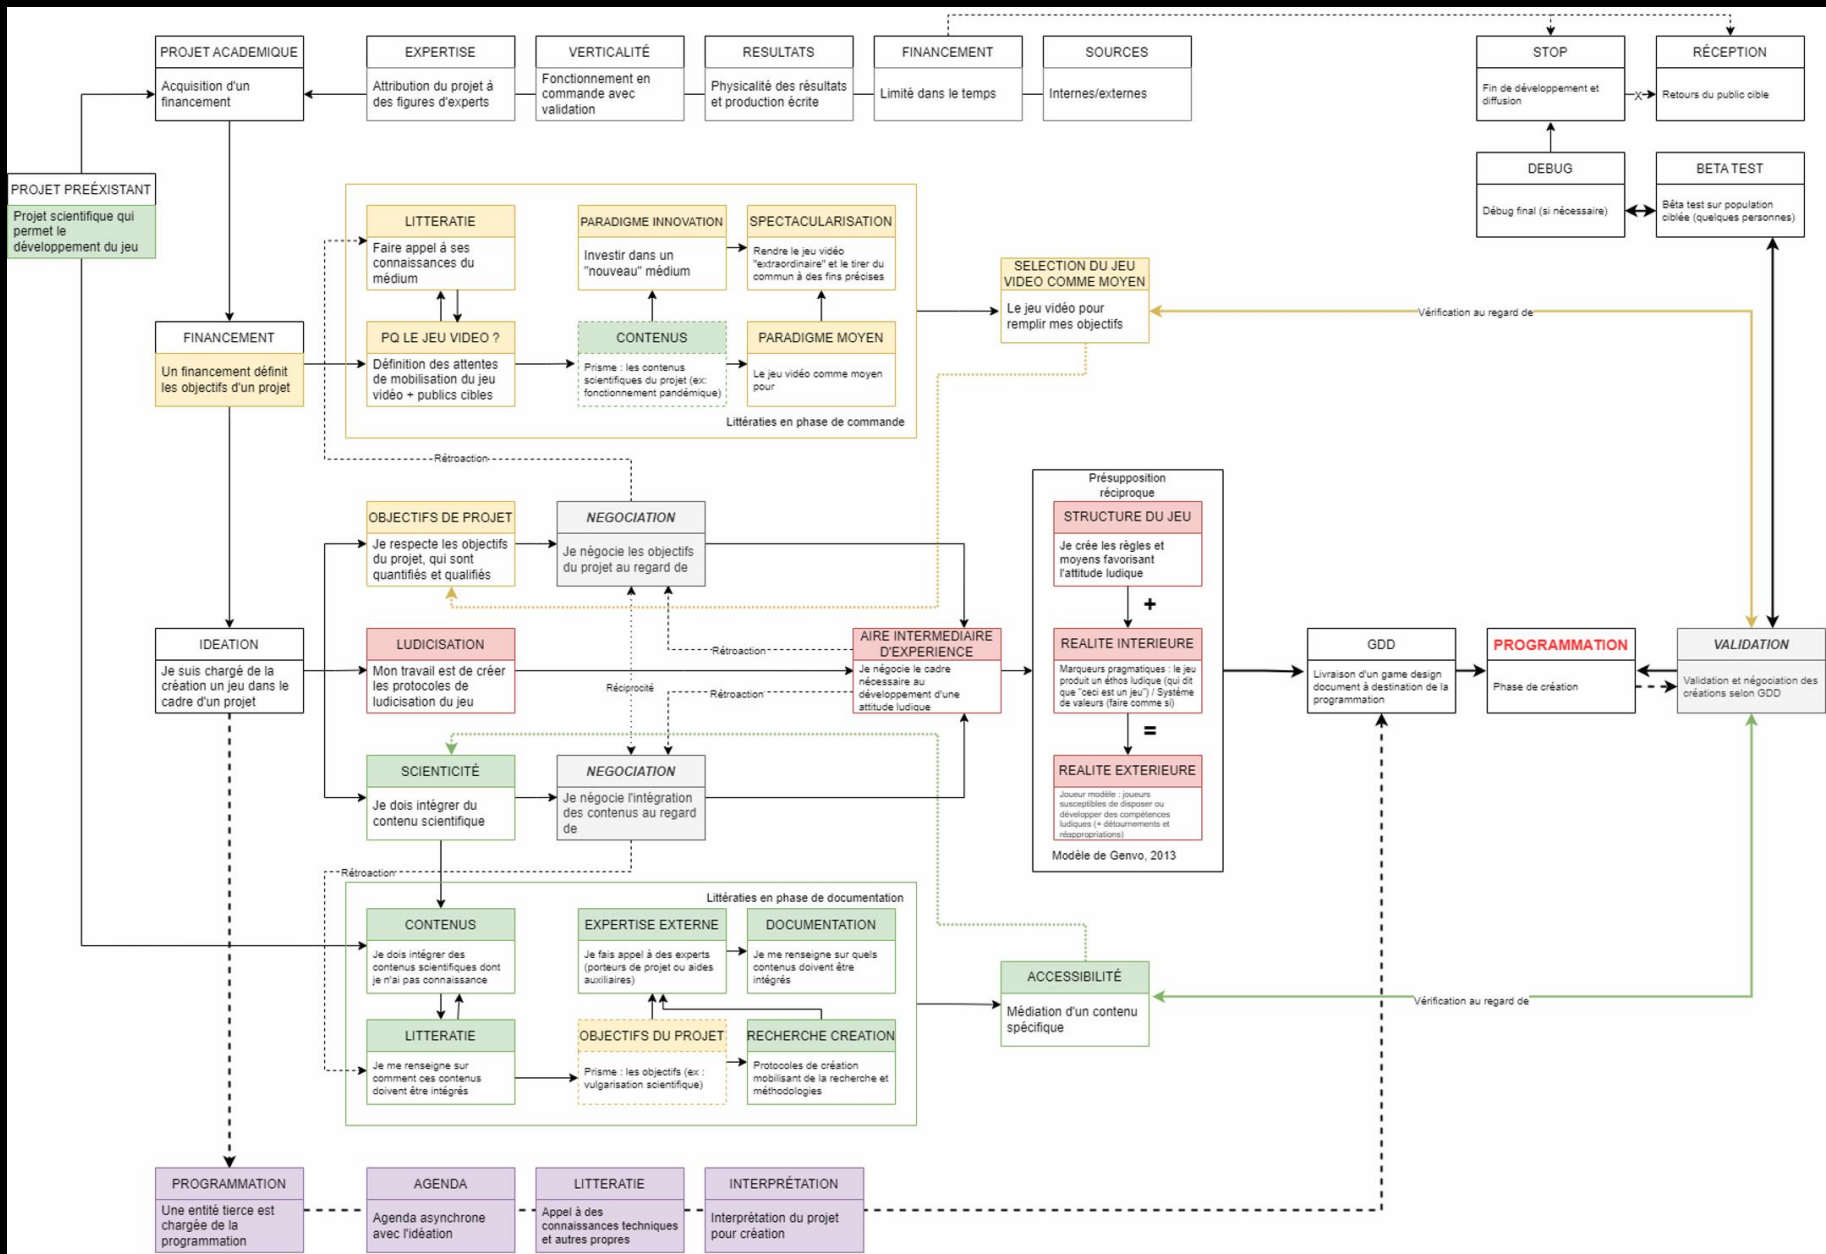 PROJET ACADEMIQUE
Acquisition d'un
financement
EXPERTISE
Attribution du projet à
des figures d'experts
VERTICALITÉ
Fonctionnement en
commande avec
validation
RESULTATS
Physicalité des résultats
et production écrite
FINANCEMENT
Limité dans le temps
SOURCES
Internes/externes
STOP
Fin de développement et
diffusion
X
RÉCEPTION
Retours du public cible
PROJET PREÉXISTANT
Projet scientifique qui
permet le
développement du jeu
DEBUG
Débug final (si nécessaire)
BETA TEST
Bêta test sur population
ciblée (quelques personnes)
LITTERATIE
Faire appel à ses
connaissances du
médium
PARADIGME INNOVATION
Investir dans un
"nouveau" médium
SPECTACULARISATION
Rendre le jeu vidéo
"extraordinaire" et le tirer du
commun à des fins précises
SELECTION DU JEU
VIDEO COMME MOYEN
Le jeu vidéo pour
remplir mes objectifs
Vérification au regard de
FINANCEMENT
Un financement définit
les objectifs d'un projet
PQ LE JEU VIDEO ?
Définition des attentes
de mobilisation du jeu
vidéo + publics cibles
CONTENUS
Prisme : les contenus
scientifiques du projet (ex:
fonctionnement pandémique)
PARADIGME MOYEN
Le jeu vidéo comme moyen
pour
Littératies en phase de commande
Rétroaction
OBJECTIFS DE PROJET
Je respecte les objectifs
du projet, qui sont
quantifiés et qualifiés
NEGOCIATION
Je négocie les objectifs
du projet au regard de
Présupposition
réciproque
STRUCTURE DU JEU
Je crée les règles et
moyens favorisant
l'attitude ludique
+
IDEATION
Je suis chargé de la
création un jeu dans le
cadre d'un projet
LUDICISATION
Mon travail est de créer
les protocoles de
ludicisation du jeu
Réciprocité
Rétroaction
Rétroaction
AIRE INTERMEDIAIRE
D'EXPERIENCE
Je négocie le cadre
nécessaire au
développement d'une
attitude ludique
REALITE INTERIEURE
Marqueurs pragmatiques : le jeu
produit un éthos ludique (qui dit
que "ceci est un jeu") / Système
de valeurs (faire comme si)
=
GDD
Livraison d'un game design
document à destination de la
programmation
PROGRAMMATION
Phase de création
VALIDATION
Validation et négociation des
créations selon GDD
SCIENTICITÉ
Je dois intégrer du
contenu scientifique
NEGOCIATION
Je négocie l'intégration
des contenus au regard
de
REALITE EXTERIEURE
Joueur modèle : joueurs
susceptibles de disposer ou
développer des compétences
ludiques (+ détournements et
réappropriations)
Modèle de Genvo, 2013
Rétroaction
Littératies en phase de documentation
CONTENUS
Je dois intégrer des
contenus scientifiques dont
je n'ai pas connaissance
EXPERTISE EXTERNE
Je fais appel à des experts
(porteurs de projet ou aides
auxiliaires)
DOCUMENTATION
Je me renseigne sur quels
contenus doivent être
intégrés
ACCESSIBILITÉ
Médiation d'un contenu
spécifique
Vérification au regard de
LITTERATIE
Je me renseigne sur
comment ces contenus
doivent être intégrés
OBJECTIFS DU PROJET
Prisme : les objectifs (ex :
vulgarisation scientifique)
RECHERCHE CREATION
Protocoles de création
mobilisant de la recherche et
méthodologies
PROGRAMMATION
Une entité tierce est
chargée de la
programmation
AGENDA
Agenda asynchrone
avec l'idéation
LITTERATIE
Appel à des
connaissances techniques
et autres propres
INTERPRÉTATION
Interprétation du projet
pour création